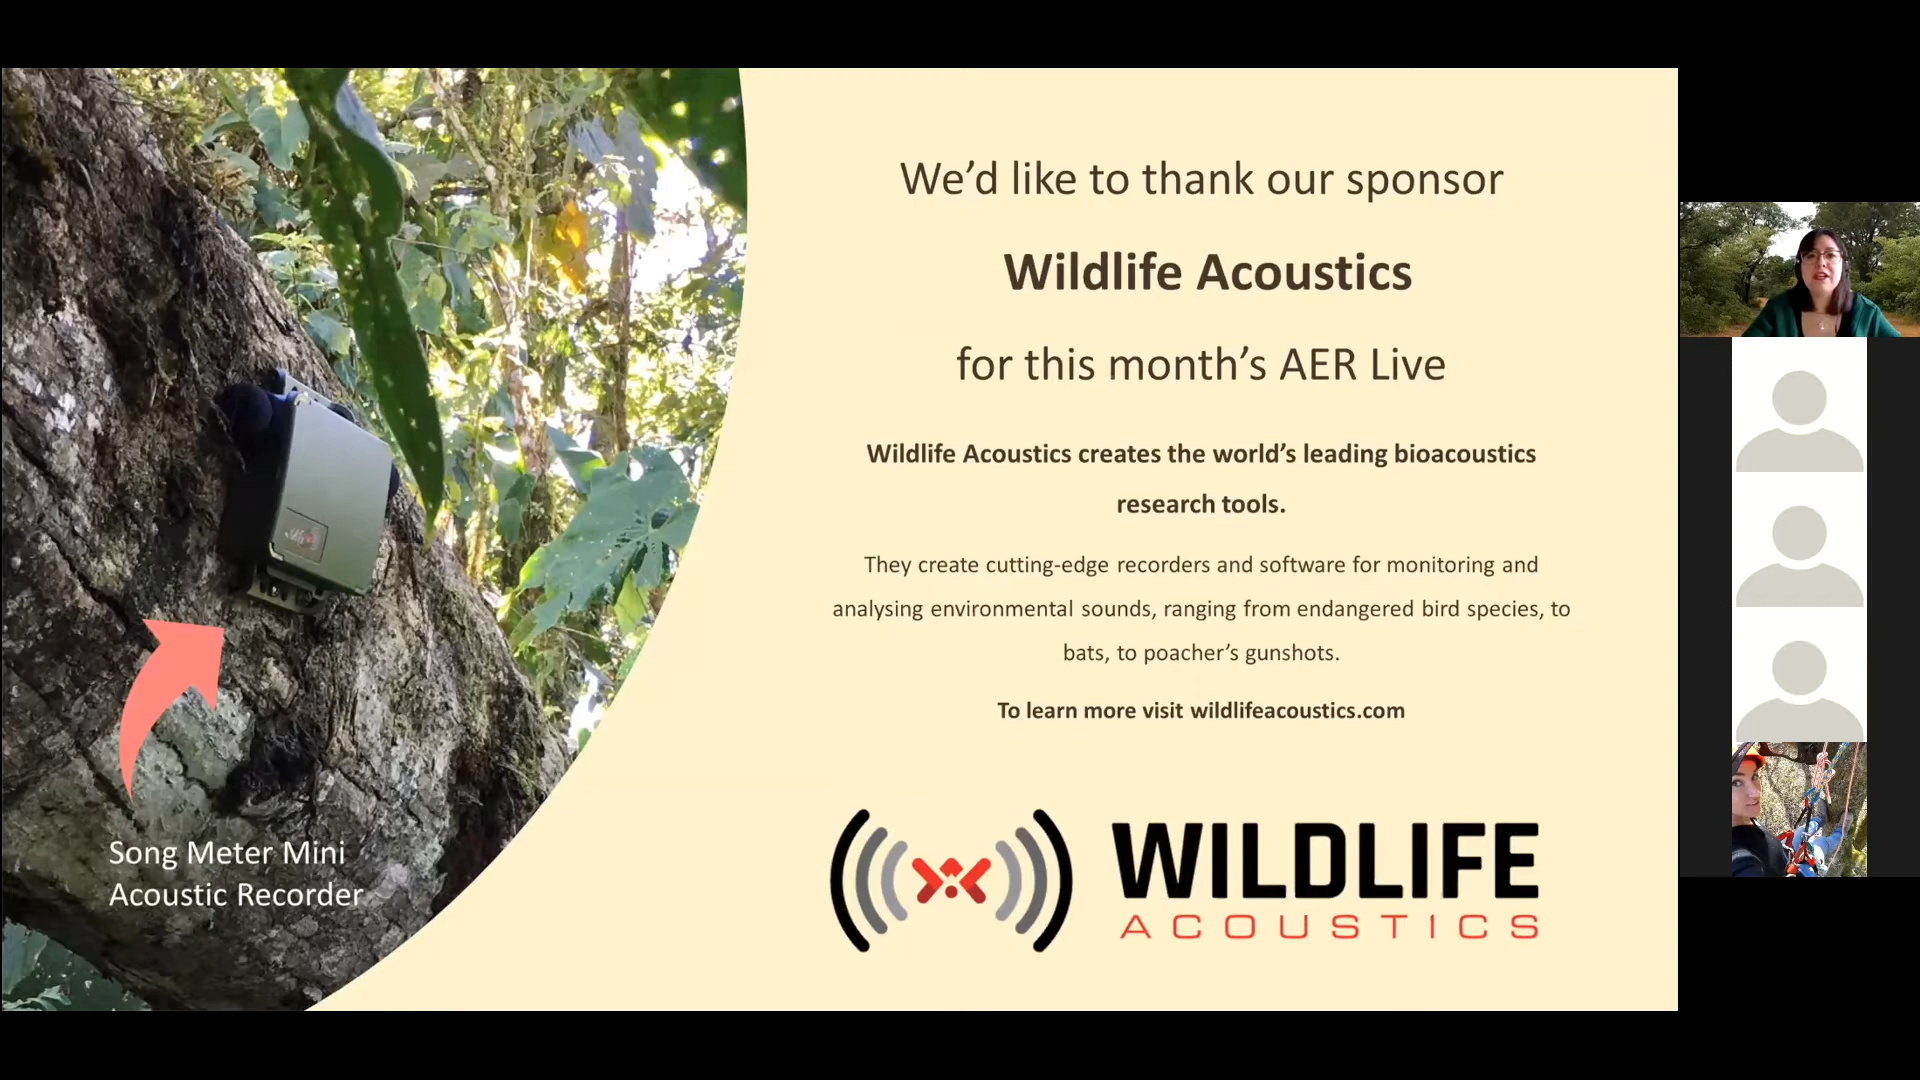 We’d like to thank our sponsor
Wildlife Acoustics
for this month’s AER Live
Wildlife Acoustics creates the world’s leading bioacoustics
research tools.
They create cutting-edge recorders and software for monitoring and
analysing environmental sounds, ranging from endangered bird species, to
bats, to poacher’s gunshots.
To learn more visit wildlifeacoustics.com
WILDLIFE
ACOUSTICS
Song Meter Mini
Acoustic Recorder